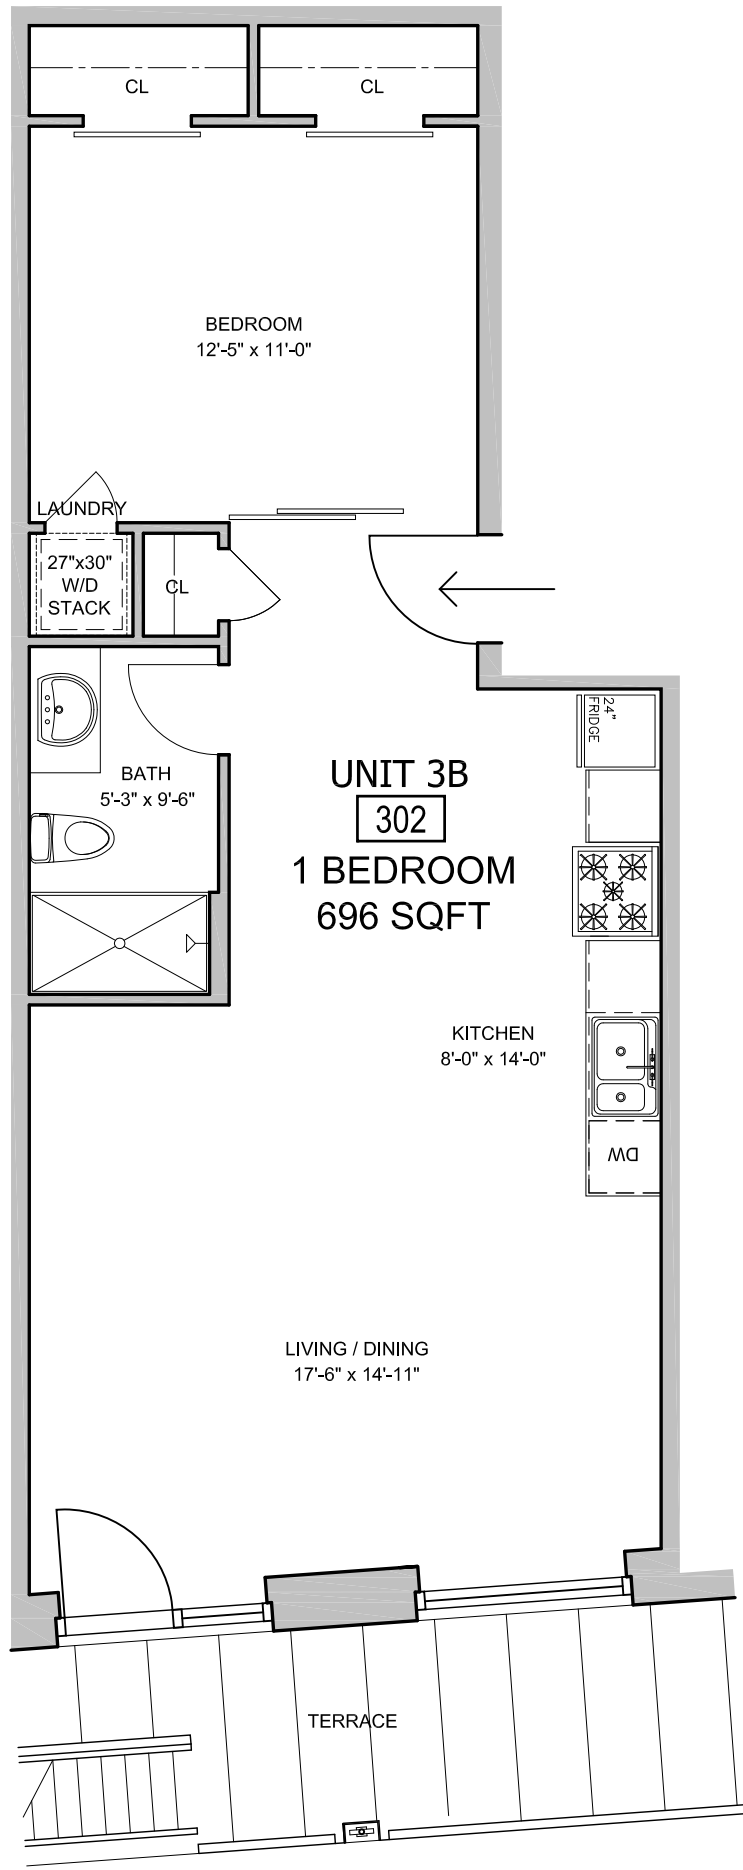 CL
CL
BEDROOM
12'-5" x 11'-0"
LAUNDRY
27"x30"
W/D
STACK
CL
24"
FRIDGE
UNIT 3B
302
1 BEDROOM
696 SQFT
BATH
5'-3" x 9'-6"
KITCHEN
8'-0" x 14'-0"
DW
LIVING / DINING
17'-6" x 14'-11"
TERRACE